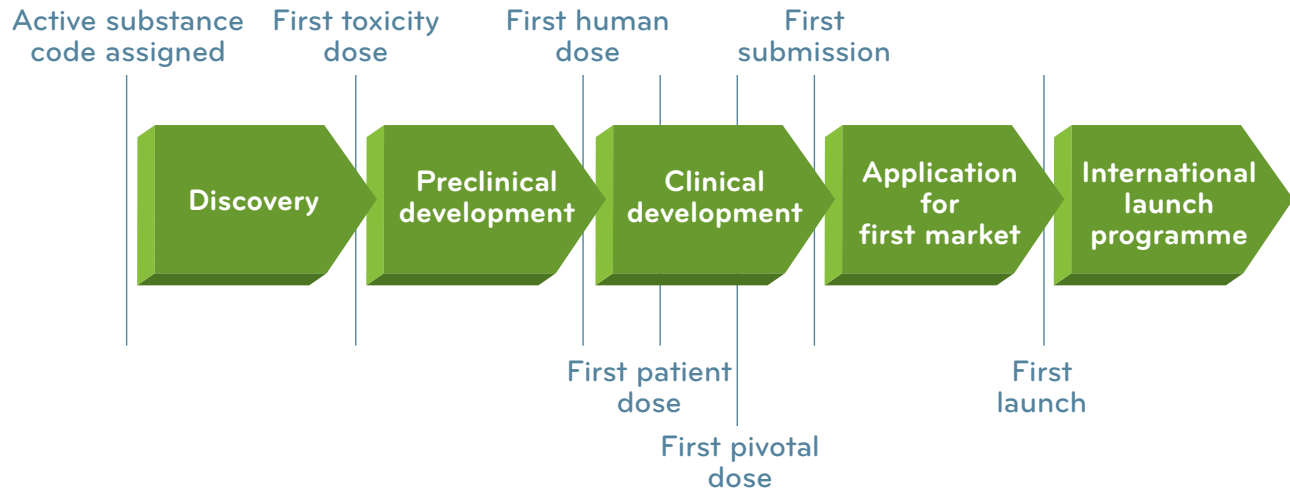 Active substance
code assigned
First toxicity
dose
First human
dose
First
submission
Discovery
Preclinical
development
Clinical
development
Application
for
first market
International
launch
programme
First patient
dose
First pivotal
dose
First
launch